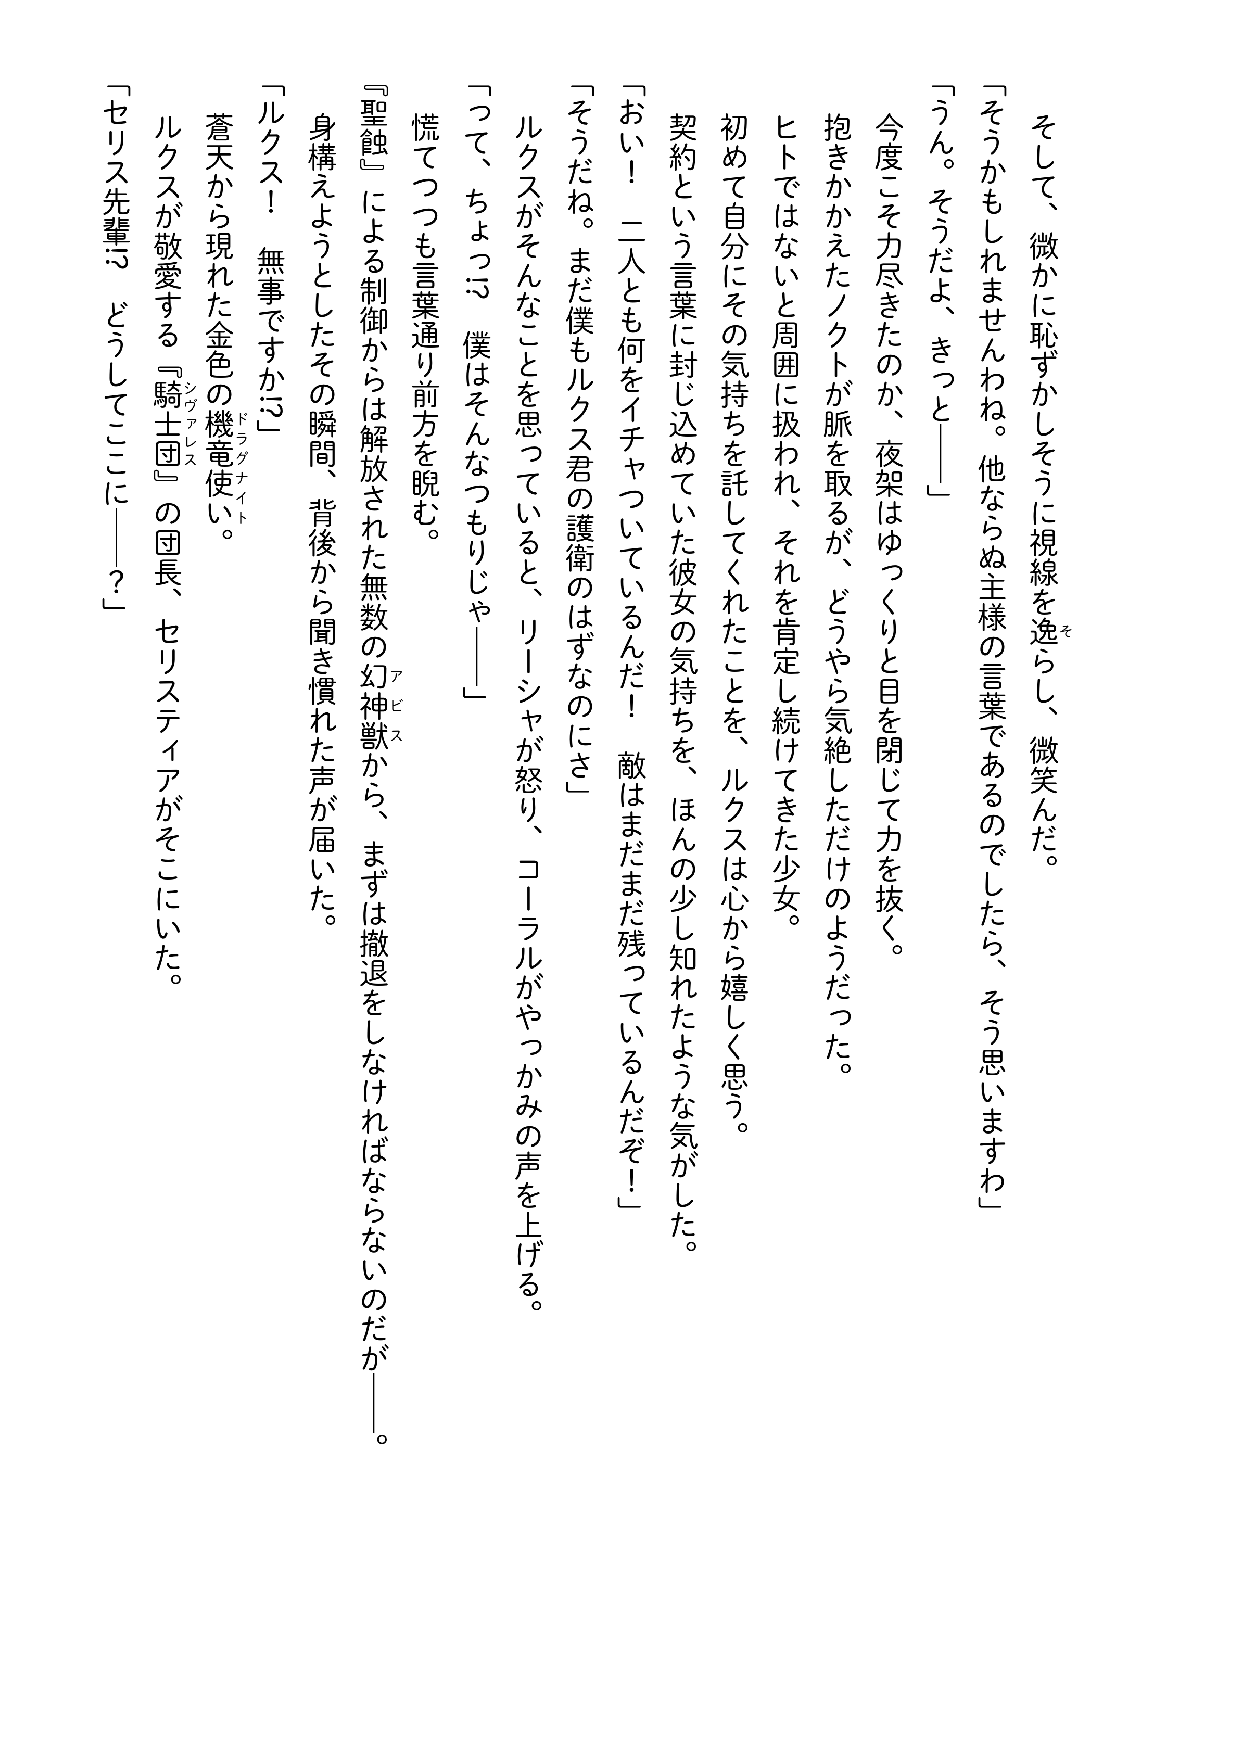 そして、微かに恥ずかしそうに視線を逸らし、微笑んだ。
「そうかもしれませんわね。他ならぬ主様の言葉であるのでしたら、そう思いますわ」
「うん。そうだよ、きっと――」
今度こそ力尽きたのか、夜架はゆっくりと目を閉じて力を抜く。
抱きかかえたノクトが脈を取るが、どうやら気絶しただけのようだった。
ヒトではないと周囲に扱われ、それを肯定し続けてきた少女。
初めて自分にその気持ちを託してくれたことを、ルクスは心から嬉しく思う。
契約という言葉に封じ込めていた彼女の気持ちを、ほんの少し知れたような気がした。
「おい！　二人とも何をイチャついているんだ！　敵はまだまだ残っているんだぞ！」
「そうだね。まだ僕もルクス君の護衛のはずなのにさ」
ルクスがそんなことを思っていると、リーシャが怒り、コーラルがやっかみの声を上げる。
「って、ちょっ!?　僕はそんなつもりじゃ――」
慌てつつも言葉通り前方を睨む。
『聖蝕』による制御からは解放された無数の幻神獣アビスから、まずは撤退をしなければならないのだが――。
身構えようとしたその瞬間、背後から聞き慣れた声が届いた。
「ルクス！　無事ですか!?」
蒼天から現れた金色の機竜使いドラグナイト。
ルクスが敬愛する『騎士団シヴァレス』の団長、セリスティアがそこにいた。
「セリス先輩!?　どうしてここに――？」